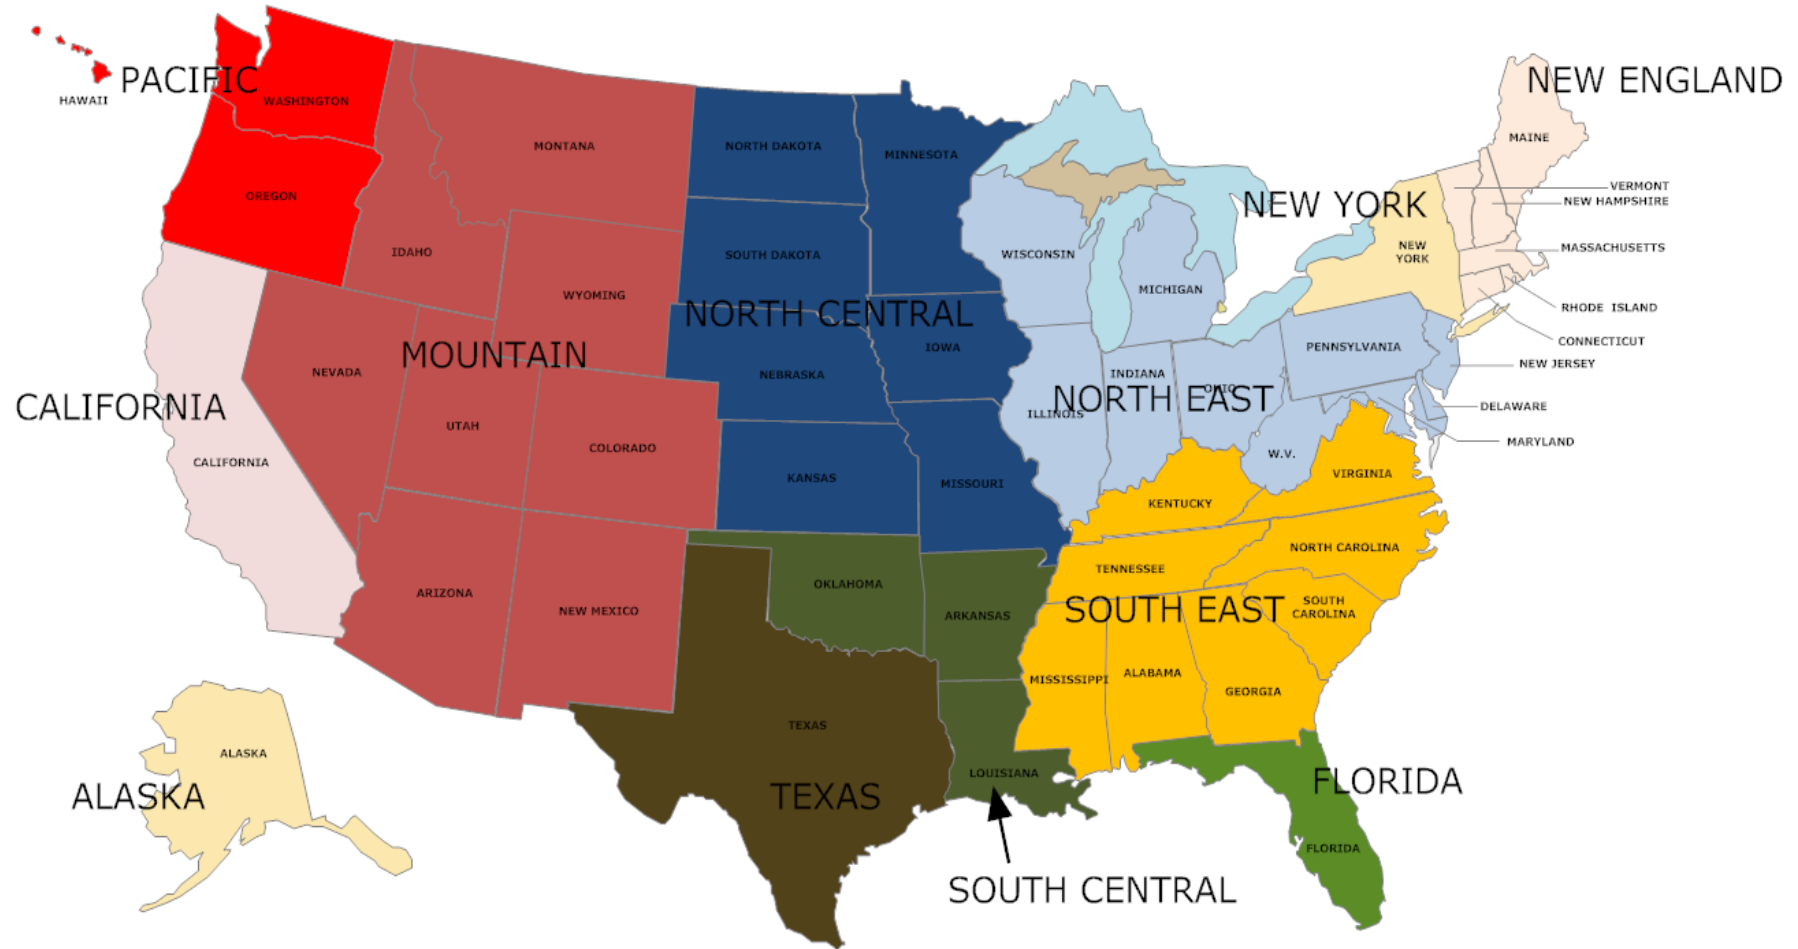 PACIFIC
HAWAII
WASHINGTON
OREGON
NEW ENGLAND
MAINE
MONTANA
NORTH DAKOTA
MINNESOTA
VERMONT
NEW HAMPSHIRE
NEW YORK
NEW
YORK
MASSACHUSETTS
IDAHO
SOUTH DAKOTA
WISCONSIN
MICHIGAN
WYOMING
RHODE ISLAND
NORTH CENTRAL
CONNECTICUT
IOWA
PENNSYLVANIA
MOUNTAIN
NEW JERSEY
NEVADA
NEBRASKA
INDIANA
OHIO
NORTH EAST
CALIFORNIA
DELAWARE
ILLINOIS
UTAH
COLORADO
MARYLAND
CALIFORNIA
W.V.
VIRGINIA
KANSAS
MISSOURI
KENTUCKY
NORTH CAROLINA
TENNESSEE
OKLAHOMA
ARIZONA
NEW MEXICO
ARKANSAS
SOUTH EAST
SOUTH
CAROLINA
MISSISSIPPI
ALABAMA
GEORGIA
TEXAS
ALASKA
LOUISIANA
FLORIDA
ALASKA
TEXAS
FLORIDA
SOUTH CENTRAL